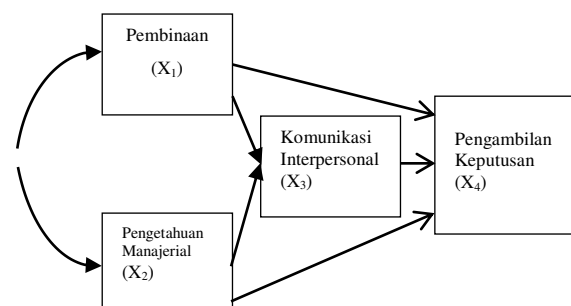 Pembinaan
(X₁)
Komunikasi
Interpersonal
(X₃)
Pengambilan
Keputusan
(X₄)
Pengetahuan
Manajerial
(X₂)